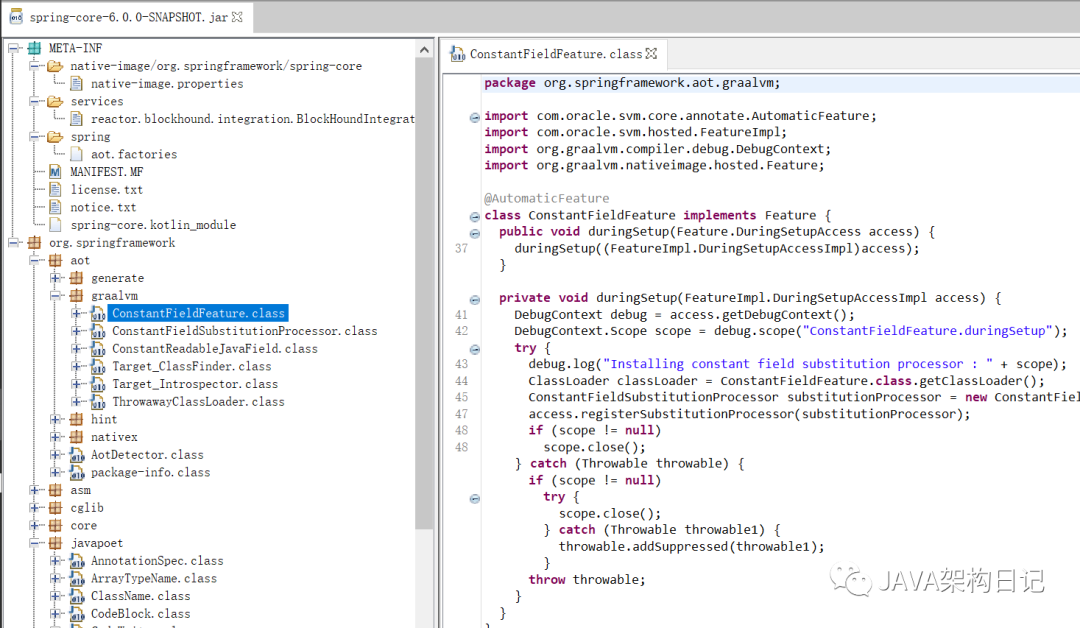 spring-core-6.0.0-SNAPSHOT.jar
META-INF
native-image/org.springframework/spring-core
native-image.properties
services
reactor.blockhound.integration.BlockHoundIntegrat
spring
aot.factories
MANIFEST.MF
license.txt
notice.txt
spring-core.kotlin_module
org.springframework
aot
generate
graalvm
ConstantFieldFeature.class
ConstantFieldSubstitutionProcessor.class
ConstantReadableJavaField.class
Target_ClassFinder.class
Target_Introspector.class
ThrowawayClassLoader.class
hint
nativex
AotDetector.class
package-info.class
asm
cglib
core
javapoet
AnnotationSpec.class
ArrayTypeName.class
ClassName.class
CodeBlock.class
ConstantFieldFeature.class
package org.springframework.aot.graalvm;
import com.oracle.svm.core.annotate.AutomaticFeature;
import com.oracle.svm.hosted.FeatureImpl;
import org.graalvm.compiler.debug.DebugContext;
import org.graalvm.nativeimage.hosted.Feature;
@AutomaticFeature
class ConstantFieldFeature implements Feature {
public void duringSetup(Feature.DuringSetupAccess access) {
37 duringSetup((FeatureImpl.DuringSetupAccessImpl)access);
}
private void duringSetup(FeatureImpl.DuringSetupAccessImpl access) {
41 DebugContext debug = access.getDebugContext();
42 DebugContext.Scope scope = debug.scope("ConstantFieldFeature.duringSetup");
try {
43 debug.log("Installing constant field substitution processor : " + scope);
44 ClassLoader classLoader = ConstantFieldFeature.class.getClassLoader();
45 ConstantFieldSubstitutionProcessor substitutionProcessor = new ConstantFiel
47 access.registerSubstitutionProcessor(substitutionProcessor);
48 if (scope != null)
48 scope.close();
} catch (Throwable throwable) {
if (scope != null)
try {
scope.close();
} catch (Throwable throwable1) {
throwable.addSuppressed(throwable1);
}
throw throwable;
}
}
JAVA架构日记